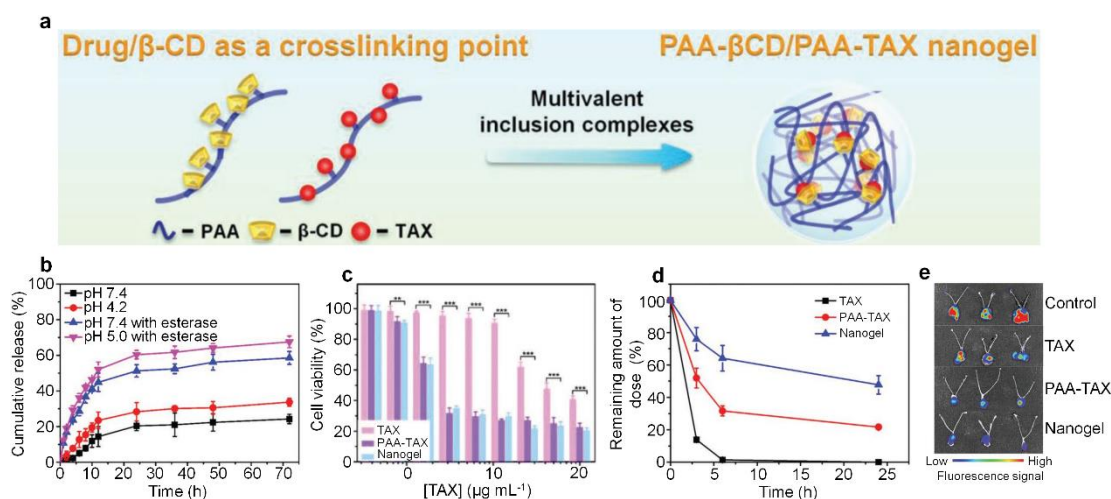 a
Drug/β-CD as a crosslinking point
PAA-βCD/PAA-TAX nanogel
Multivalent
inclusion complexes
– PAA – β-CD – TAX
b
Cumulative release (%)
100
80
60
40
20
0
pH 7.4
pH 4.2
pH 7.4 with esterase
pH 5.0 with esterase
0 10 20 30 40 50 60 70
Time (h)
c
Cell viability (%)
100
80
60
40
20
0
** *** *** *** *** *** *** ***
TAX
PAA-TAX
Nanogel
0 10 20
[TAX] (μg mL⁻¹)
d
Remaining amount of
dose (%)
100
80
60
40
20
0
TAX
PAA-TAX
Nanogel
0 5 10 15 20 25
Time (h)
e
Control
TAX
PAA-TAX
Nanogel
Low High
Fluorescence signal